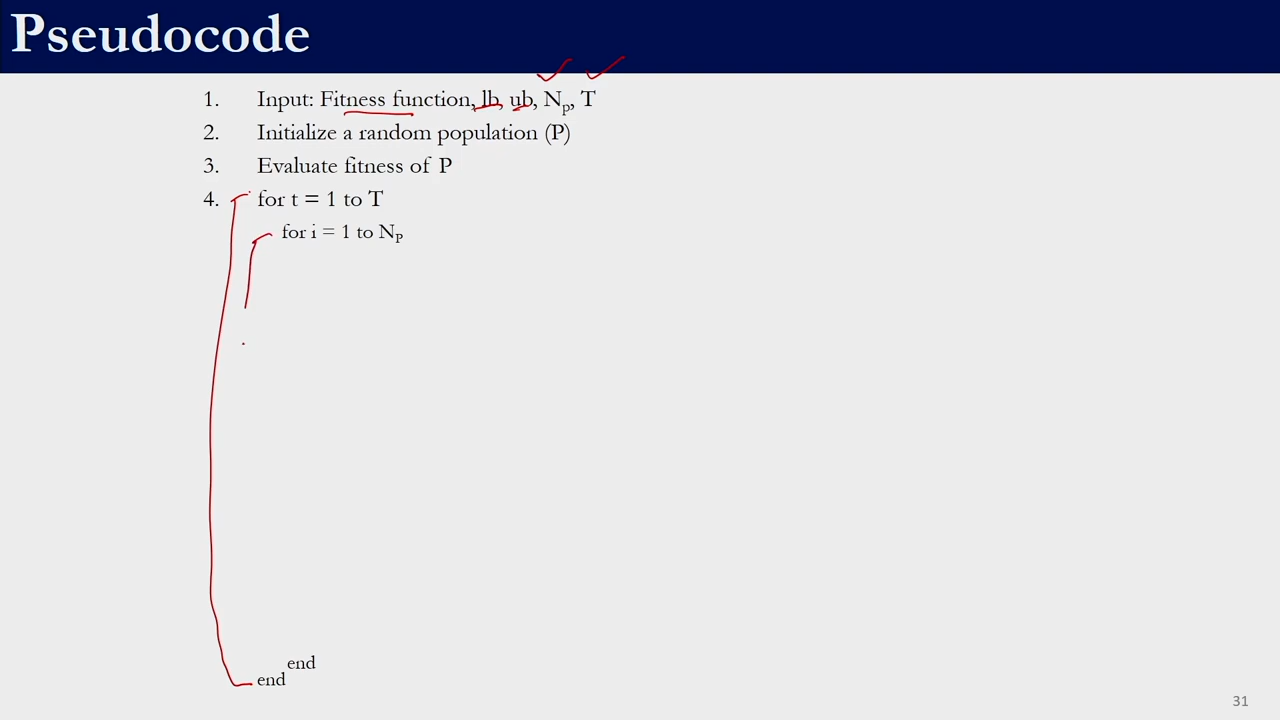 Pseudocode
1. Input: Fitness function, lb, ub, Np, T
2. Initialize a random population (P)
3. Evaluate fitness of P
4. for t = 1 to T
for i = 1 to NP
end
end
31